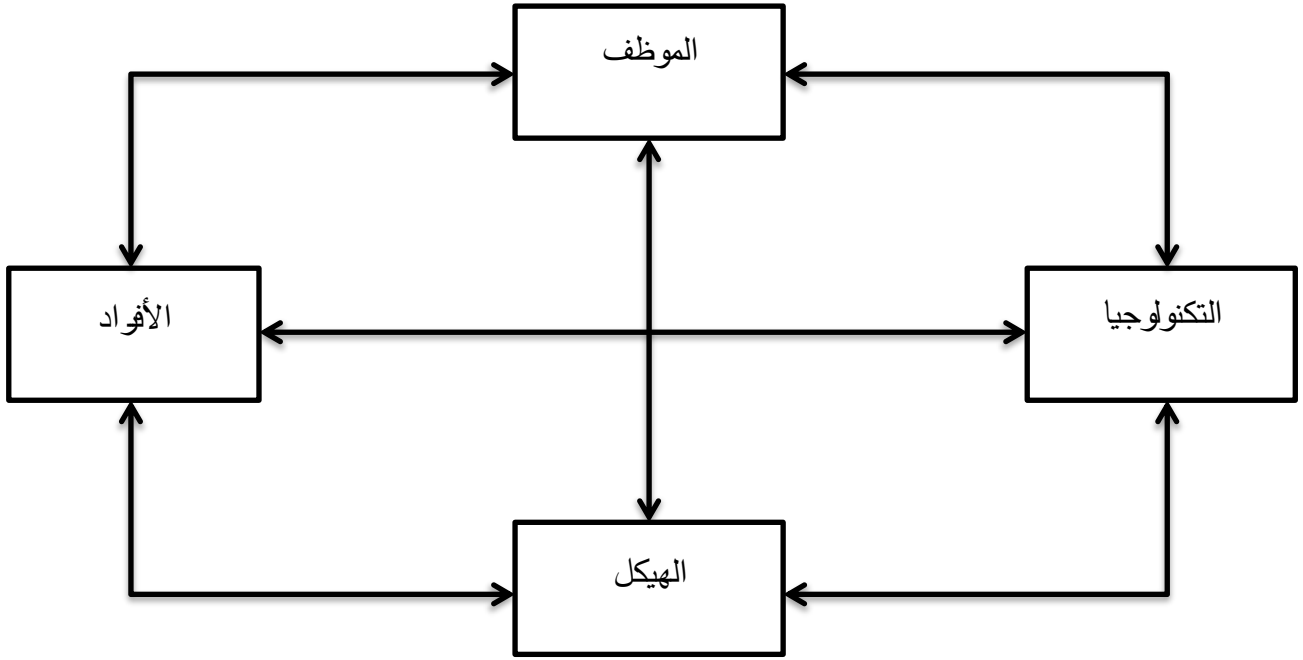 الموظف
التكنولوجيا
الأفراد
الهيكل